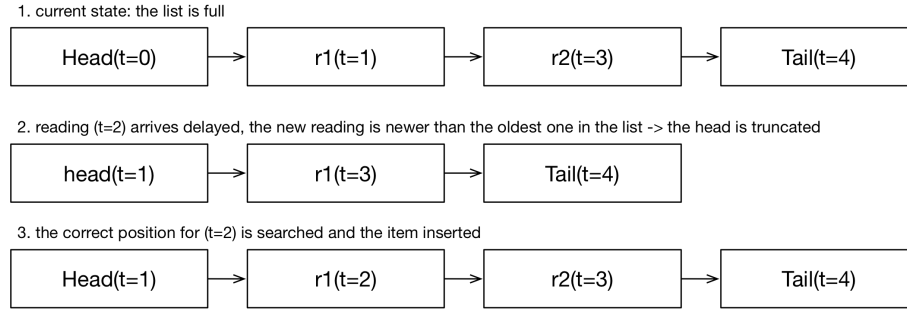 1. current state: the list is full
Head(t=0) r1(t=1) r2(t=3) Tail(t=4)
2. reading (t=2) arrives delayed, the new reading is newer than the oldest one in the list -> the head is truncated
head(t=1) r1(t=3) Tail(t=4)
3. the correct position for (t=2) is searched and the item inserted
Head(t=1) r1(t=2) r2(t=3) Tail(t=4)